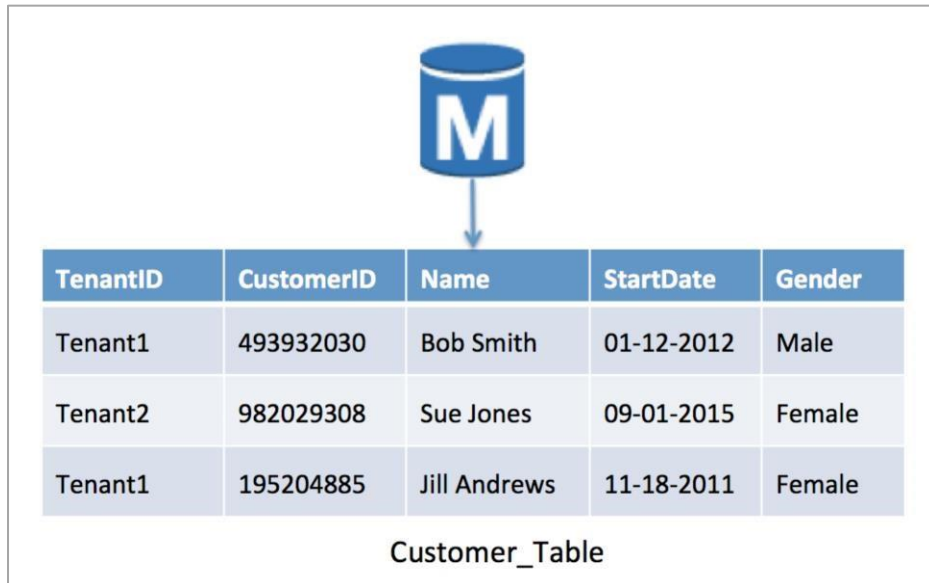 M
TenantID CustomerID Name StartDate Gender
Tenant1 493932030 Bob Smith 01-12-2012 Male
Tenant2 982029308 Sue Jones 09-01-2015 Female
Tenant1 195204885 Jill Andrews 11-18-2011 Female
Customer_Table